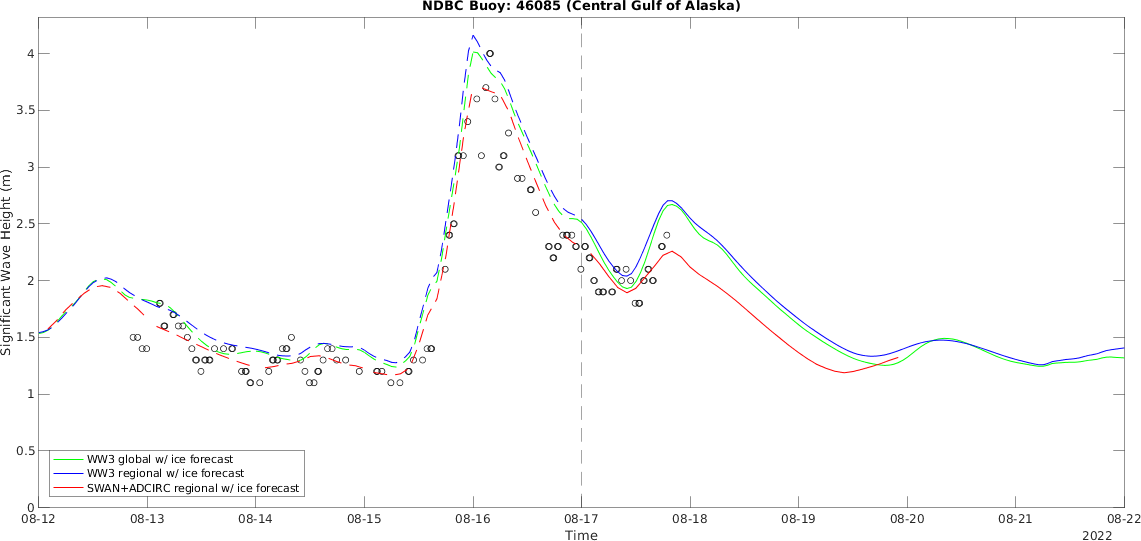 NDBC Buoy: 46085 (Central Gulf of Alaska)
4
3.5
3
2.5
2
1.5
1
0.5
0
Significant Wave Height (m)
WW3 global w/ ice forecast
WW3 regional w/ ice forecast
SWAN+ADCIRC regional w/ ice forecast
08-12 08-13 08-14 08-15 08-16 08-17 08-18 08-19 08-20 08-21 08-22
Time
2022